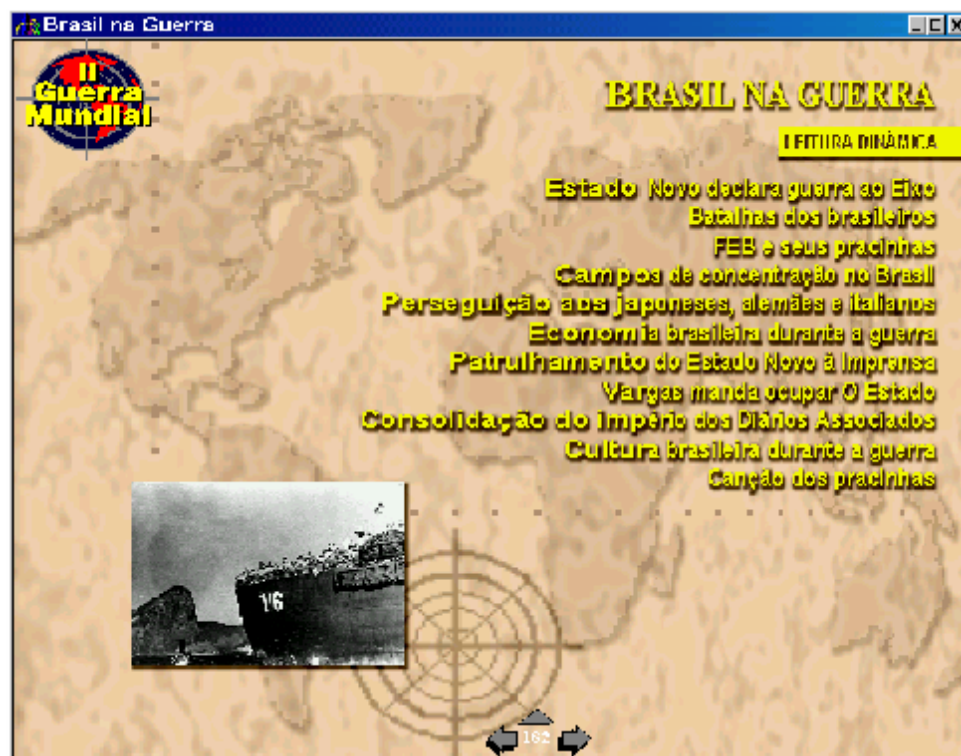 Brasil na Guerra
II
Guerra
Mundial
BRASIL NA GUERRA
LEITURA DINÂMICA
Estado Novo declara guerra ao Eixo
Batalhas dos brasileiros
FEB e seus pracinhas
Campos de concentração no Brasil
Perseguição aos japoneses, alemães e italianos
Economia brasileira durante a guerra
Patrulhamento do Estado Novo à Imprensa
Vargas manda ocupar O Estado
Consolidação do império dos Diários Associados
Cultura brasileira durante a guerra
Canção dos pracinhas
162